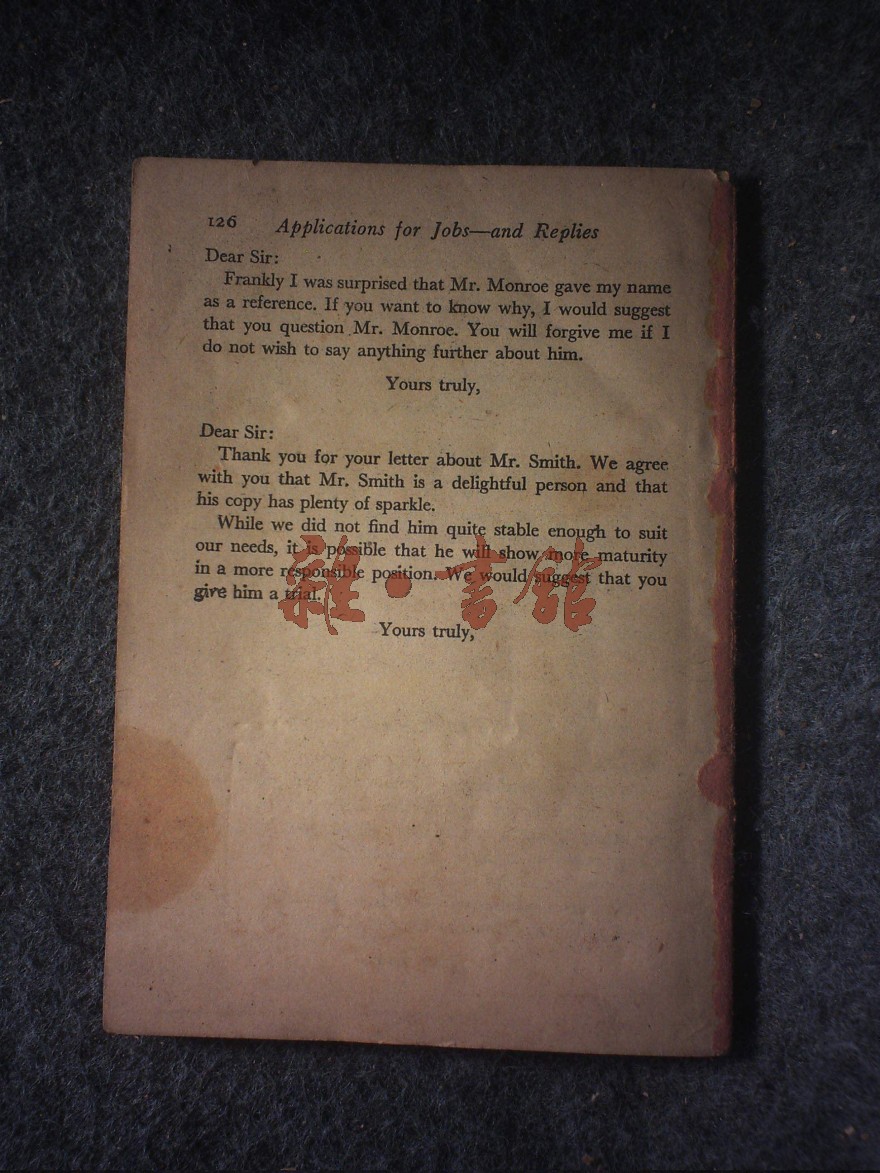 126 Applications for Jobs—and Replies
Dear Sir:
Frankly I was surprised that Mr. Monroe gave my name
as a reference. If you want to know why, I would suggest
that you question Mr. Monroe. You will forgive me if I
do not wish to say anything further about him.
Yours truly,
Dear Sir:
Thank you for your letter about Mr. Smith. We agree
with you that Mr. Smith is a delightful person and that
his copy has plenty of sparkle.
While we did not find him quite stable enough to suit
our needs, it is possible that he will show more maturity
in a more responsible position. We would suggest that you
give him a trial.
雜·書館
Yours truly,